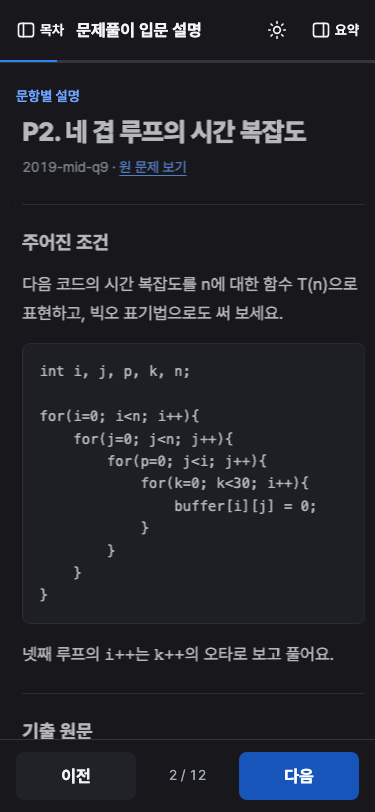 목차 문제풀이 입문 설명 요약
문항별 설명
P2. 네 겹 루프의 시간 복잡도
2019-mid-q9 · 원 문제 보기
주어진 조건
다음 코드의 시간 복잡도를 n에 대한 함수 T(n)으로
표현하고, 빅오 표기법으로도 써 보세요.
int i, j, p, k, n;
for(i=0; i<n; i++){
    for(j=0; j<n; j++){
        for(p=0; j<i; j++){
            for(k=0; k<30; i++){
                buffer[i][j] = 0;
            }
        }
    }
}
넷째 루프의 i++는 k++의 오타로 보고 풀어요.
기출 원문
이전 2 / 12 다음